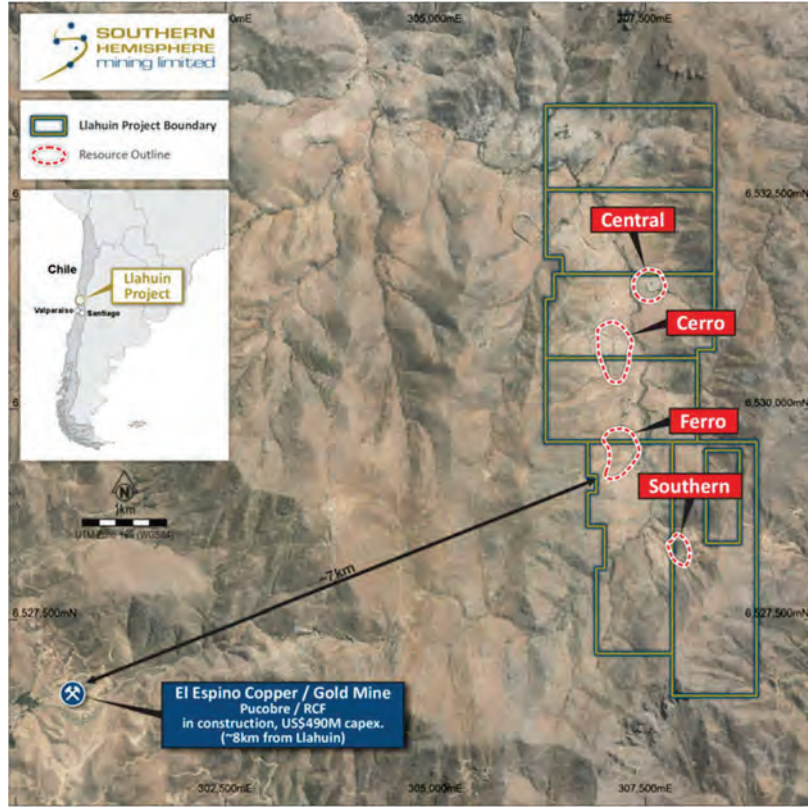 SOUTHERN
HEMISPHERE
mining limited
305,000mE
307,500mE
Llahuin Project Boundary
Resource Outline
6,532,500mN
Central
Chile
Llahuin
Project
Valparaiso
Santiago
Cerro
6,530,000mN
Ferro
Southern
N
1km
~7km
6,527,500mN
6,527,500mN
El Espino Copper / Gold Mine
Pucobre / RCF
in construction, US$490M capex.
(~8km from Llahuin)
302,500mE
305,000mE
307,500mE